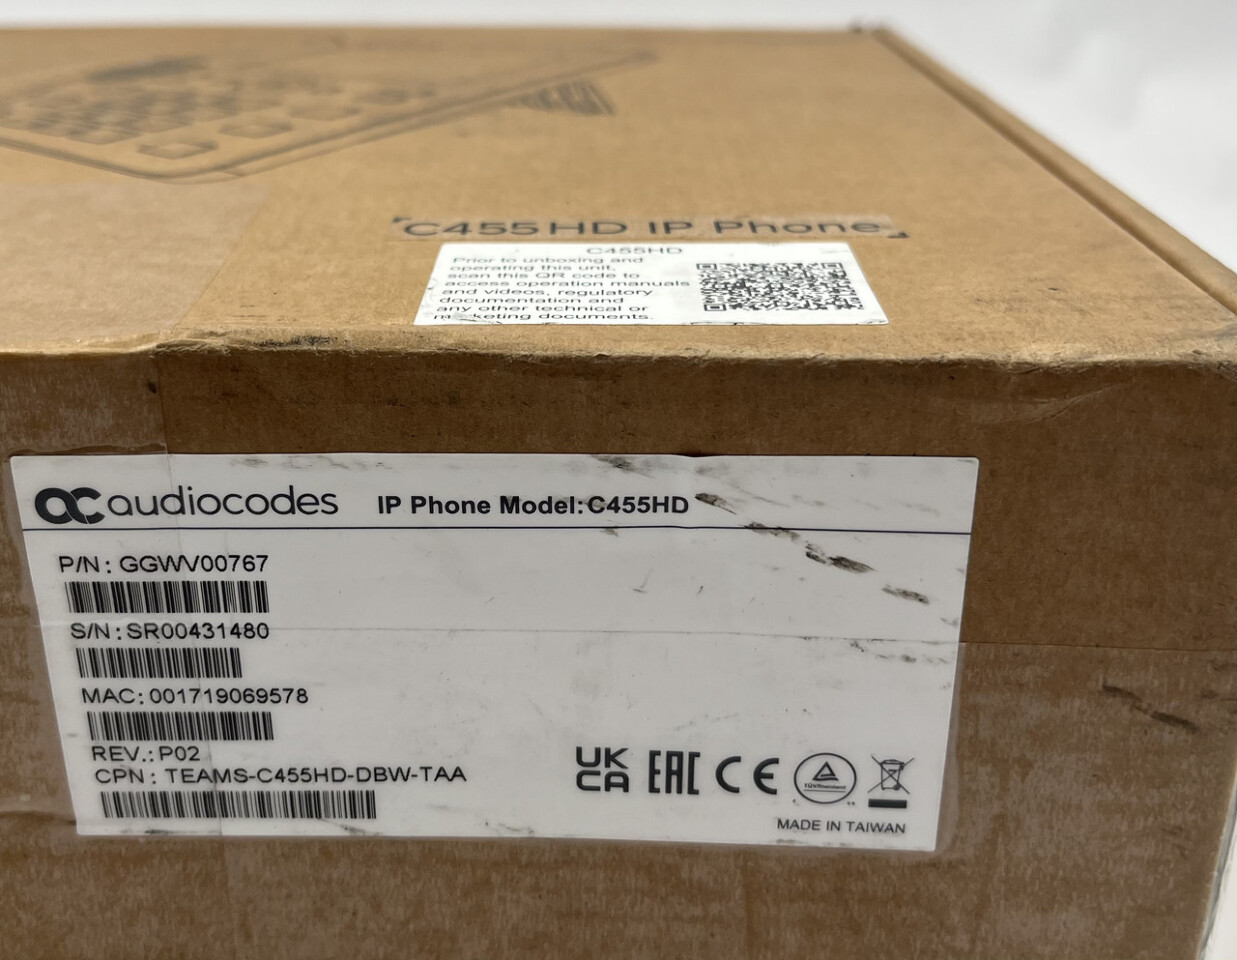 C455HD IP Phone
C455HD
Prior to unboxing and
operating this unit,
scan this QR code to
access operation manuals
and videos, regulatory
documentation and
any other technical or
marketing documents.
audiocodes IP Phone Model:C455HD
P/N: GGWV00767
S/N:SR00431480
MAC:001719069578
REV.:P02
CPN: TEAMS-C455HD-DBW-TAA
UK
CA EAC CE TÜVRheinland
MADE IN TAIWAN